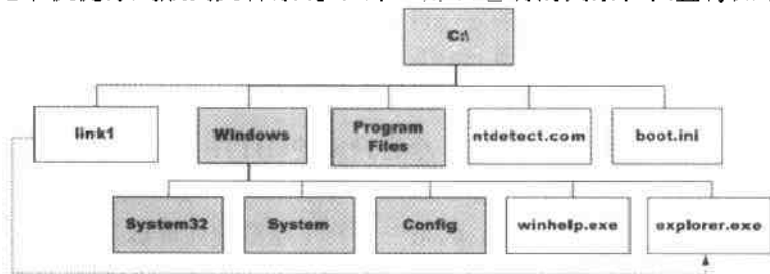 C:\
link1
Windows
Program
Files
ntdetect.com
boot.ini
System32
System
Config
winhelp.exe
explorer.exe